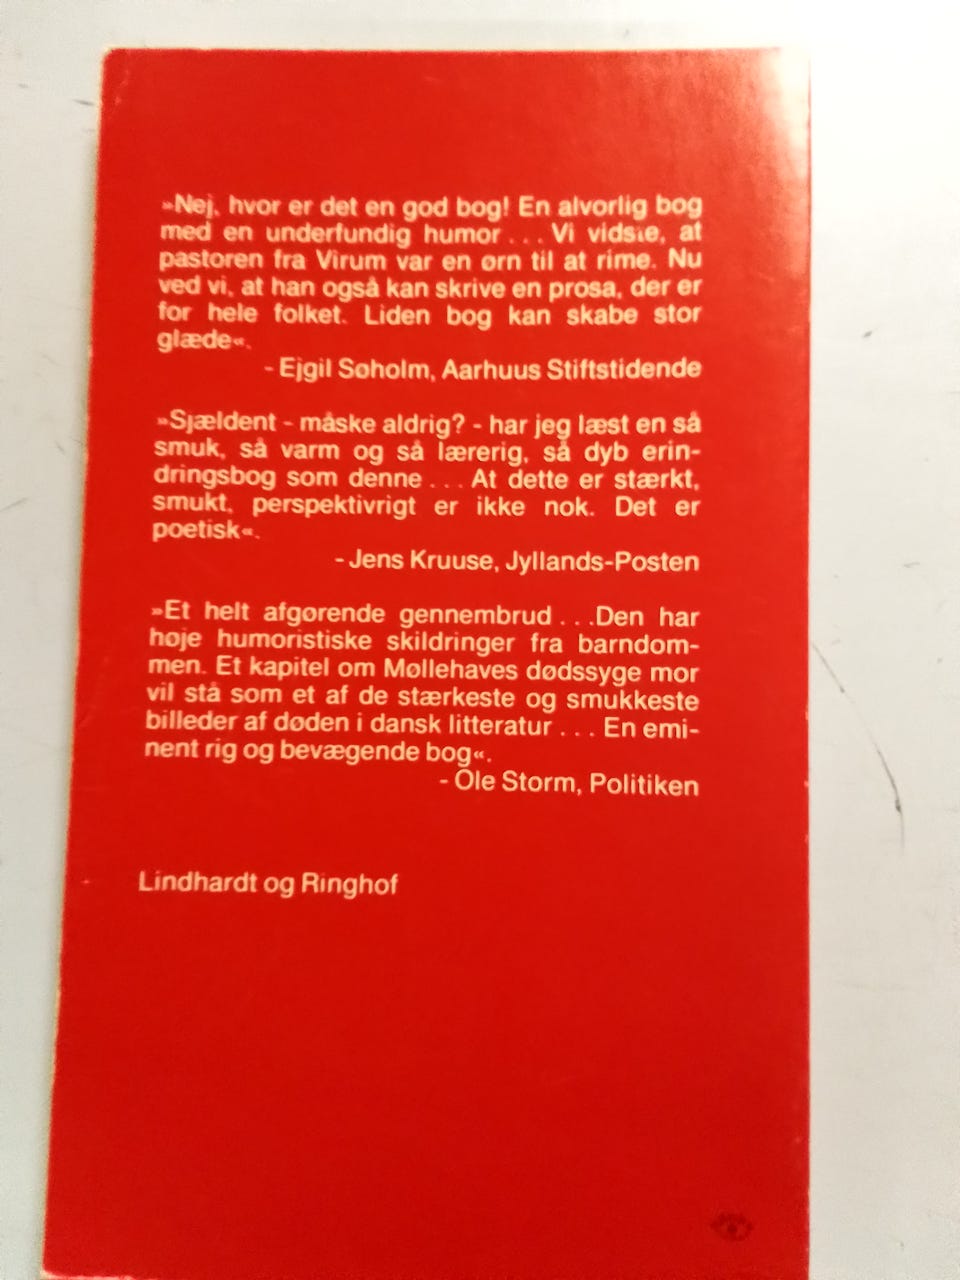 »Nej, hvor er det en god bog! En alvorlig bog
med en underfundig humor . . . Vi vidste, at
pastoren fra Virum var en ørn til at rime. Nu
ved vi, at han også kan skrive en prosa, der er
for hele folket. Liden bog kan skabe stor
glæde«.
- Ejgil Søholm, Aarhuus Stiftstidende
»Sjældent - måske aldrig? - har jeg læst en så
smuk, så varm og så lærerig, så dyb erin-
dringsbog som denne . . . At dette er stærkt,
smukt, perspektivrigt er ikke nok. Det er
poetisk«.
- Jens Kruuse, Jyllands-Posten
»Et helt afgørende gennembrud . . .Den har
høje humoristiske skildringer fra barndom-
men. Et kapitel om Møllehaves dødssyge mor
vil stå som et af de stærkeste og smukkeste
billeder af døden i dansk litteratur . . . En emi-
nent rig og bevægende bog«.
- Ole Storm, Politiken
Lindhardt og Ringhof